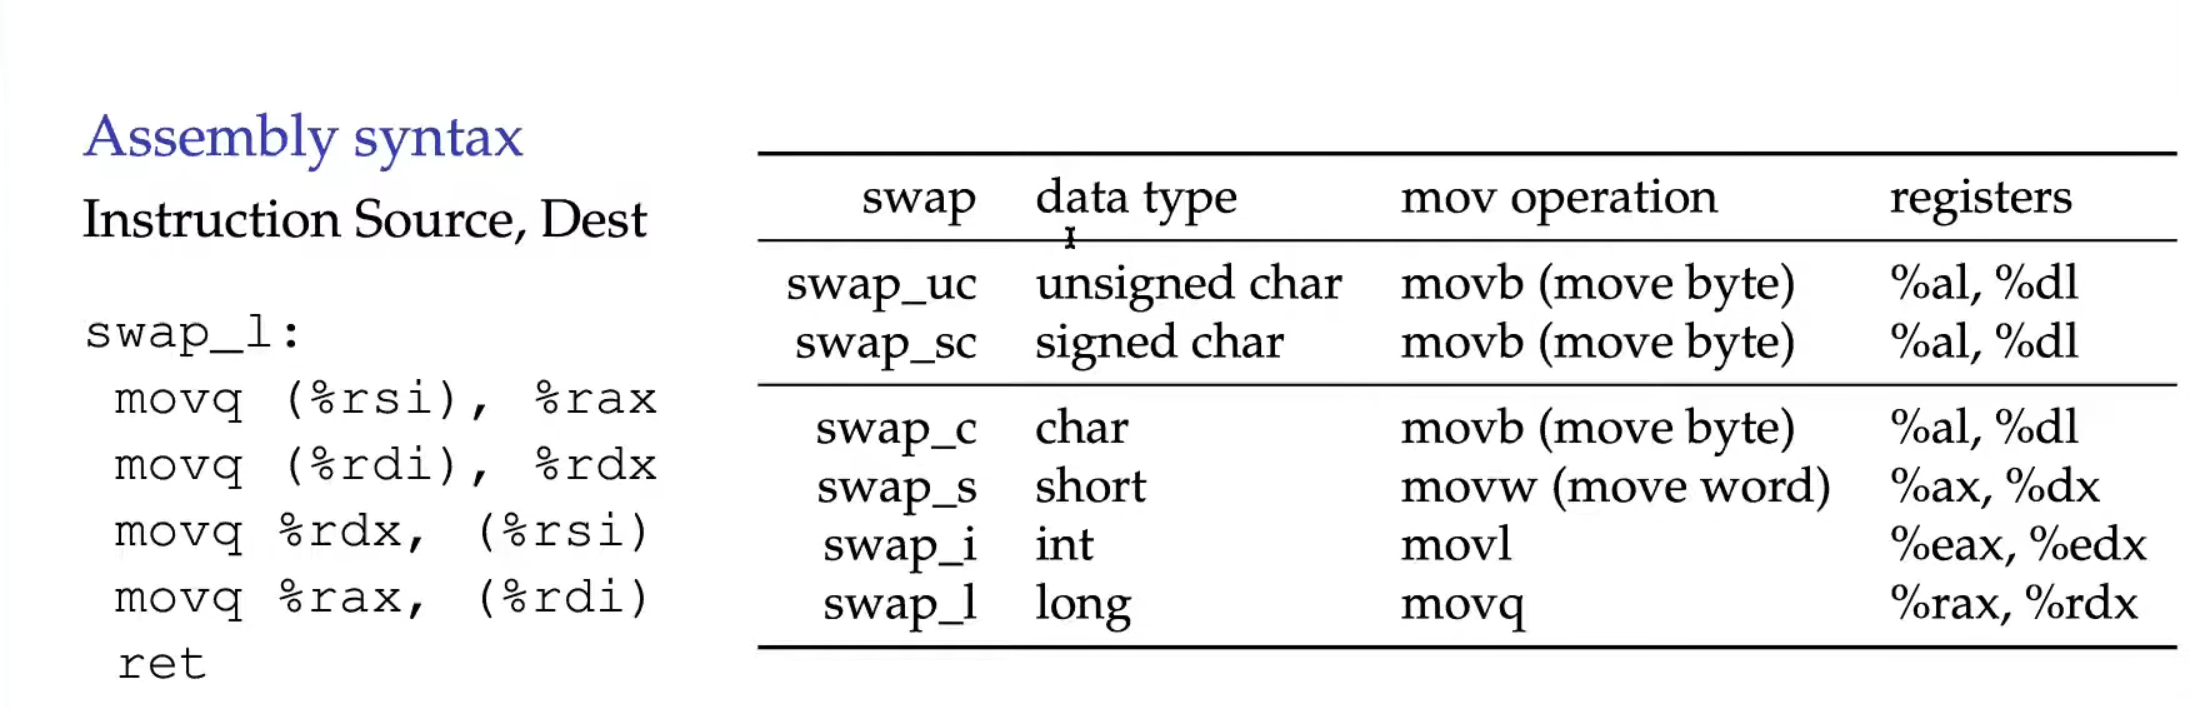 Assembly syntax
Instruction Source, Dest
swap_l:
movq (%rsi), %rax
movq (%rdi), %rdx
movq %rdx, (%rsi)
movq %rax, (%rdi)
ret
swap data type mov operation registers
swap_uc unsigned char movb (move byte) %al, %dl
swap_sc signed char movb (move byte) %al, %dl
swap_c char movb (move byte) %al, %dl
swap_s short movw (move word) %ax, %dx
swap_i int movl %eax, %edx
swap_l long movq %rax, %rdx